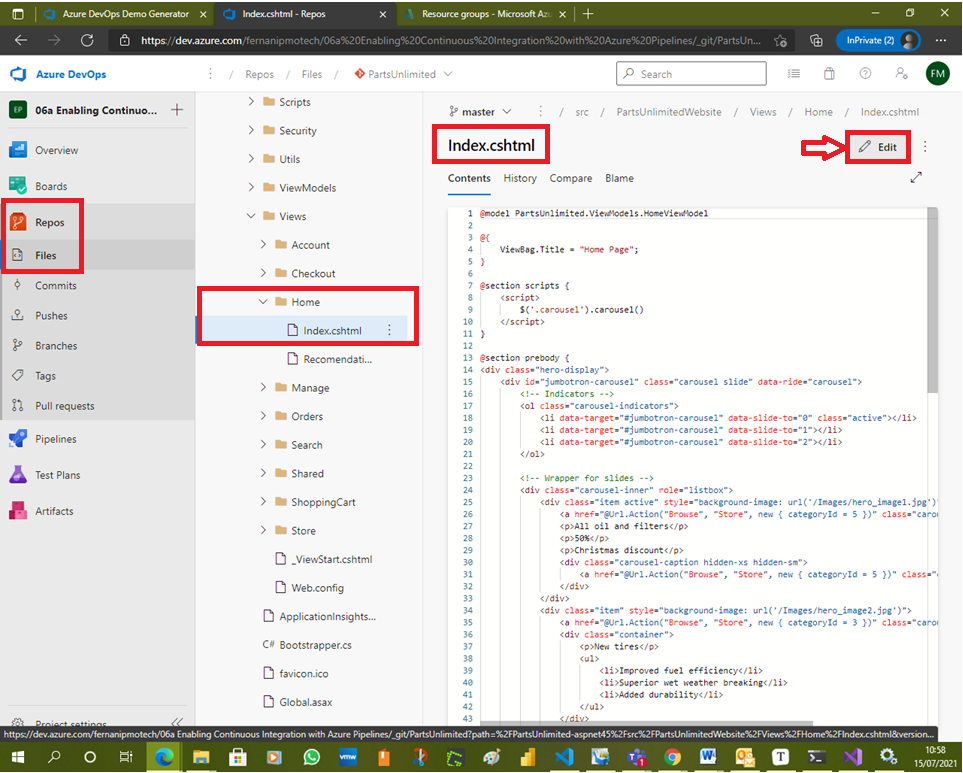 Azure DevOps Demo Generator
Index.cshtml - Repos
Resource groups - Microsoft Azu
https://dev.azure.com/fernanipmotech/06a%20Enabling%20Continuous%20Integration%20with%20Azure%20Pipelines/_git/PartsUn...
InPrivate (2)
Azure DevOps
/ Repos / Files / PartsUnlimited
Search
FM
EP 06a Enabling Continuo...
Overview
Boards
Repos
Files
Commits
Pushes
Branches
Tags
Pull requests
Pipelines
Test Plans
Artifacts
Project settings
Scripts
Security
Utils
ViewModels
Views
Account
Checkout
Home
Index.cshtml
Recomendati...
Manage
Orders
Search
Shared
ShoppingCart
Store
_ViewStart.cshtml
Web.config
ApplicationInsights...
C# Bootstrapper.cs
favicon.ico
Global.asax
master / src / PartsUnlimitedWebsite / Views / Home / Index.cshtml
Index.cshtml
Edit
Contents History Compare Blame
1 @model PartsUnlimited.ViewModels.HomeViewModel
2
3 @{
4 ViewBag.Title = "Home Page";
5 }
6
7 @section scripts {
8 <script>
9 $('.carousel').carousel()
10 </script>
11 }
12
13 @section prebody {
14 <div class="hero-display">
15 <div id="jumbotron-carousel" class="carousel slide" data-ride="carousel">
16 <!-- Indicators -->
17 <ol class="carousel-indicators">
18 <li data-target="#jumbotron-carousel" data-slide-to="0" class="active"></li>
19 <li data-target="#jumbotron-carousel" data-slide-to="1"></li>
20 <li data-target="#jumbotron-carousel" data-slide-to="2"></li>
21 </ol>
22
23 <!-- Wrapper for slides -->
24 <div class="carousel-inner" role="listbox">
25 <div class="item active" style="background-image: url('/Images/hero_image1.jpg')"
26 <a href="@Url.Action("Browse", "Store", new { categoryId = 5 })" class="carou
27 <p>All oil and filters</p>
28 <p>50%</p>
29 <p>Christmas discount</p>
30 <div class="carousel-caption hidden-xs hidden-sm">
31 <a href="@Url.Action("Browse", "Store", new { categoryId = 5 })" class="c
32 </div>
33 </div>
34 <div class="item" style="background-image: url('/Images/hero_image2.jpg')">
35 <a href="@Url.Action("Browse", "Store", new { categoryId = 3 })" class="carou
36 <div class="container">
37 <p>New tires</p>
38 <ul>
39 <li>Improved fuel efficiency</li>
40 <li>Superior wet weather breaking</li>
41 <li>Added durability</li>
42 </ul>
43 </div>
https://dev.azure.com/fernanipmotech/06a Enabling Continuous Integration with Azure Pipelines/_git/PartsUnlimited?path=%2FPartsUnlimited-aspnet45%2Fsrc%2FPartsUnlimitedWebsite%2FViews%2FHome%2FIndex.cshtml&version...
vmw
10:58
15/07/2021